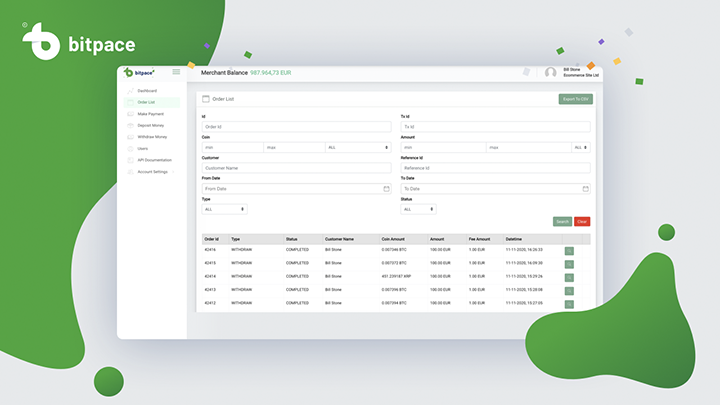 bitpace
bitpace
Merchant Balance 987.964,73 EUR
Bill Stone
Ecommerce Site Ltd
Dashboard
Order List
Make Payment
Deposit Money
Withdraw Money
Users
API Documentation
Account Settings
Order List
Export To CSV
Id
Tx Id
Order Id
Tx Id
Coin
Amount
min
max
ALL
min
max
ALL
Customer
Reference Id
Customer Name
Reference Id
From Date
To Date
From Date
To Date
Type
Status
ALL
ALL
Search
Clear
Order Id Type Status Customer Name Coin Amount Amount Fee Amount Datetime
42416 WITHDRAW COMPLETED Bill Stone 0.007346 BTC 100.00 EUR 1.00 EUR 11-11-2020, 16:26:33
42415 WITHDRAW COMPLETED Bill Stone 0.007372 BTC 100.00 EUR 1.00 EUR 11-11-2020, 16:09:30
42414 WITHDRAW COMPLETED Bill Stone 451.239187 XRP 100.00 EUR 1.00 EUR 11-11-2020, 15:29:26
42413 WITHDRAW COMPLETED Bill Stone 0.007396 BTC 100.00 EUR 1.00 EUR 11-11-2020, 15:28:08
42412 WITHDRAW COMPLETED Bill Stone 0.007394 BTC 100.00 EUR 1.00 EUR 11-11-2020, 15:27:05